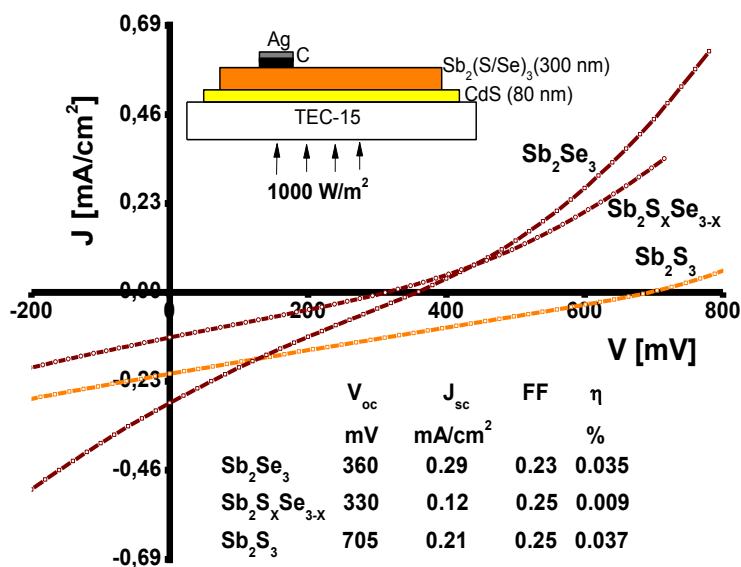 0,69
0,46
0,23
0,00
-0,23
-0,46
-0,69
J [mA/cm²]
-200
0
200
400
600
800
V [mV]
Ag
C
Sb₂(S/Se)₃(300 nm)
CdS (80 nm)
TEC-15
1000 W/m²
Sb₂Se₃
Sb₂SₓSe₃₋ₓ
Sb₂S₃
Vₒ꜀ Jₛ꜀ FF η
mV mA/cm² %
Sb₂Se₃ 360 0.29 0.23 0.035
Sb₂SₓSe₃₋ₓ 330 0.12 0.25 0.009
Sb₂S₃ 705 0.21 0.25 0.037